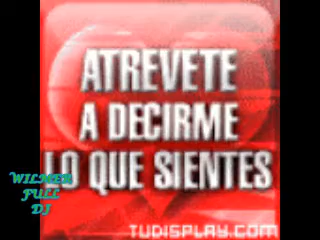 ATREVETE
A DECIRME
LO QUE SIENTES
WILMER
FULL
DJ
TUDISPLAY.COM